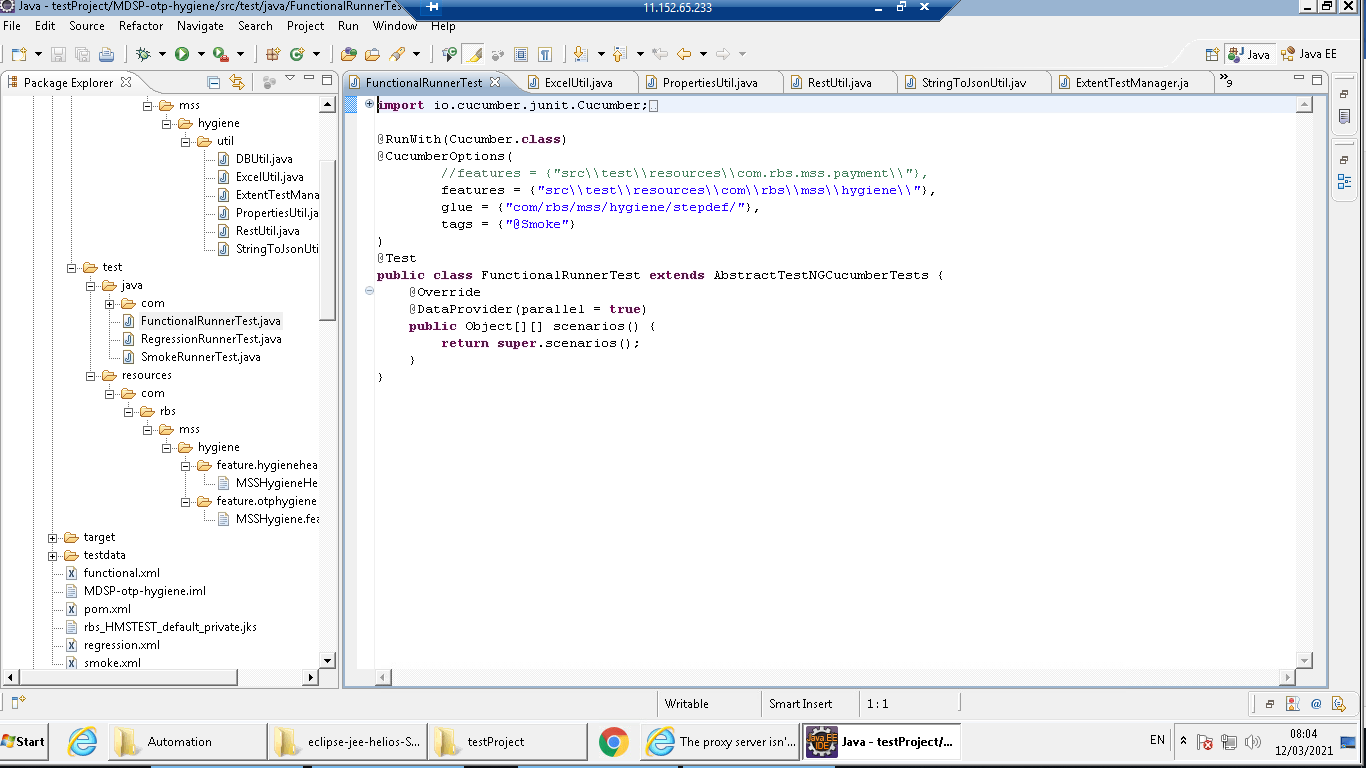 Java - testProject/MDSP-otp-hygiene/src/test/java/FunctionalRunnerTes
11.152.65.233
File Edit Source Refactor Navigate Search Project Run Window Help
Java
Java EE
Package Explorer
FunctionalRunnerTest
ExcelUtil.java
PropertiesUtil.java
RestUtil.java
StringToJsonUtil.jav
ExtentTestManager.ja
»9
mss
hygiene
util
DBUtil.java
ExcelUtil.java
ExtentTestMana
PropertiesUtil.ja
RestUtil.java
StringToJsonUti
test
java
com
FunctionalRunnerTest.java
RegressionRunnerTest.java
SmokeRunnerTest.java
resources
com
rbs
mss
hygiene
feature.hygienehea
MSSHygieneHe
feature.otphygiene
MSSHygiene.fea
target
testdata
functional.xml
MDSP-otp-hygiene.iml
pom.xml
rbs_HMSTEST_default_private.jks
regression.xml
smoke.xml
import io.cucumber.junit.Cucumber;
@RunWith(Cucumber.class)
@CucumberOptions(
//features = {"src\\test\\resources\\com.rbs.mss.payment\\"},
features = {"src\\test\\resources\\com\\rbs\\mss\\hygiene\\"},
glue = {"com/rbs/mss/hygiene/stepdef/"},
tags = {"@Smoke"}
)
@Test
public class FunctionalRunnerTest extends AbstractTestNGCucumberTests {
@Override
@DataProvider(parallel = true)
public Object[][] scenarios() {
return super.scenarios();
}
}
Writable
Smart Insert
1 : 1
Start
Automation
eclipse-jee-helios-S...
testProject
The proxy server isn'...
Java - testProject/...
EN
08:04
12/03/2021